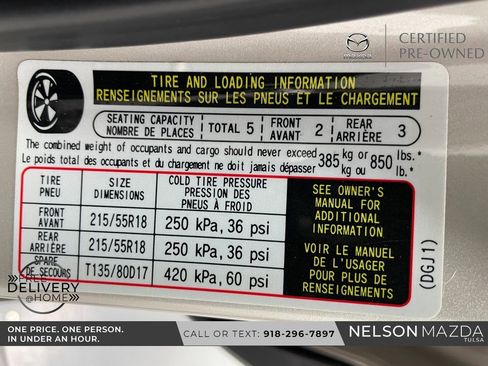 CERTIFIED
PRE-OWNED
TIRE AND LOADING INFORMATION
RENSEIGNEMENTS SUR LES PNEUS ET LE CHARGEMENT
SEATING CAPACITY
NOMBRE DE PLACES
TOTAL 5
FRONT
AVANT 2
REAR
ARRIÈRE 3
The combined weight of occupants and cargo should never exceed 385 kg or 850 lbs.*
Le poids total des occupants et du chargement ne doit jamais dépasser kg ou lb.*
TIRE
PNEU
SIZE
DIMENSIONS
COLD TIRE PRESSURE
PRESSION DES
PNEUS À FROID
FRONT
AVANT
215/55R18
250 kPa, 36 psi
REAR
ARRIÈRE
215/55R18
250 kPa, 36 psi
SPARE
DE SECOURS
T135/80D17
420 kPa, 60 psi
SEE OWNER'S
MANUAL FOR
ADDITIONAL
INFORMATION
VOIR LE MANUEL
DE L'USAGER
POUR PLUS DE
RENSEIGNEMENTS
(DGJ1)
FREE
DELIVERY
@HOME
ONE PRICE. ONE PERSON.
IN UNDER AN HOUR.
CALL OR TEXT: 918-296-7897
NELSON MAZDA
TULSA